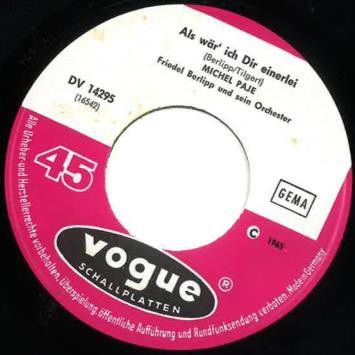 Als wär' ich Dir einerlei
(Berlipp/Tilgert)
MICHEL PAJE
Friedel Berlipp und sein Orchester
DV 14295
(16542)
45
GEMA
C 1965
vogue
SCHALLPLATTEN
®
Alle Urheber- und Herstellerrechte vorbehalten. Überspielung, öffentliche Aufführung und Rundfunksendung verboten. Made in Germany